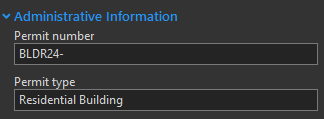 Administrative Information
Permit number
BLDR24-
Permit type
Residential Building